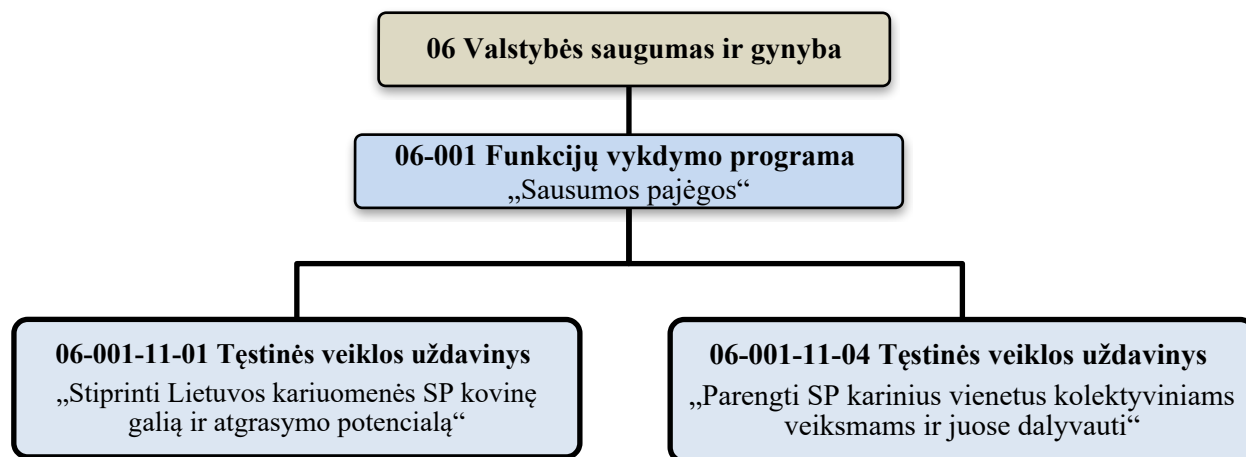 06 Valstybės saugumas ir gynyba
06-001 Funkcijų vykdymo programa
„Sausumos pajėgos“
06-001-11-01 Tęstinės veiklos uždavinys
„Stiprinti Lietuvos kariuomenės SP kovinę
galią ir atgrasymo potencialą“
06-001-11-04 Tęstinės veiklos uždavinys
„Parengti SP karinius vienetus kolektyviniams
veiksmams ir juose dalyvauti“